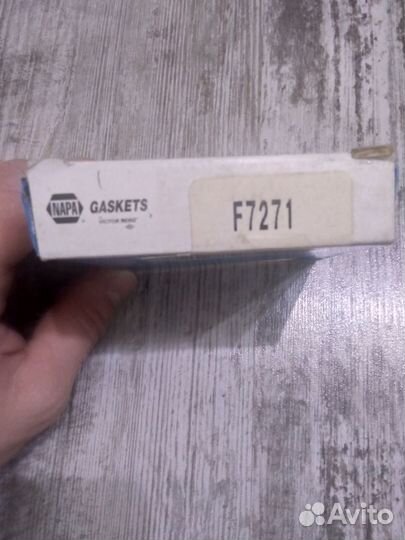 NAPA GASKETS F7271
VICTOR REINZ
Avito